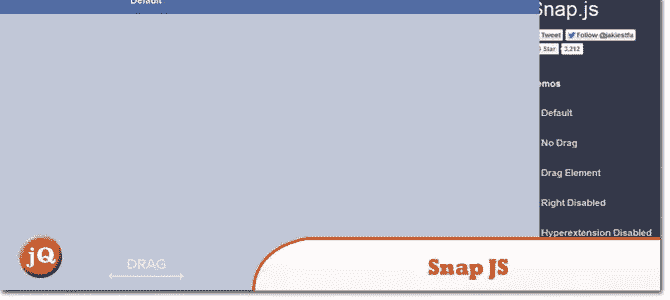 Default
Snap.js
Tweet Follow @jakiestfu
Star 3,212
emos
Default
No Drag
Drag Element
Right Disabled
Hyperextension Disabled
jQ
DRAG
Snap JS